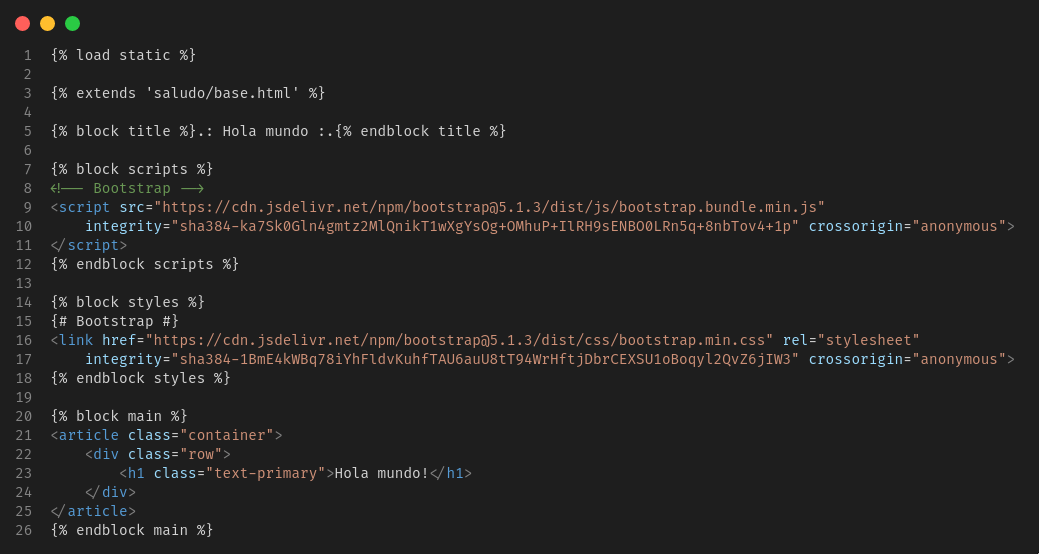 1 {% load static %}
2
3 {% extends 'saludo/base.html' %}
4
5 {% block title %}.: Hola mundo :.{% endblock title %}
6
7 {% block scripts %}
8 <!-- Bootstrap -->
9 <script src="https://cdn.jsdelivr.net/npm/bootstrap@5.1.3/dist/js/bootstrap.bundle.min.js"
10     integrity="sha384-ka7Sk0Gln4gmtz2MlQnikT1wXgYsOg+OMhuP+IlRH9sENBO0LRn5q+8nbTov4+1p" crossorigin="anonymous">
11 </script>
12 {% endblock scripts %}
13
14 {% block styles %}
15 {# Bootstrap #}
16 <link href="https://cdn.jsdelivr.net/npm/bootstrap@5.1.3/dist/css/bootstrap.min.css" rel="stylesheet"
17     integrity="sha384-1BmE4kWBq78iYhFldvKuhfTAU6auU8tT94WrHftjDbrCEXSU1oBoqyl2QvZ6jIW3" crossorigin="anonymous">
18 {% endblock styles %}
19
20 {% block main %}
21 <article class="container">
22     <div class="row">
23         <h1 class="text-primary">Hola mundo!</h1>
24     </div>
25 </article>
26 {% endblock main %}